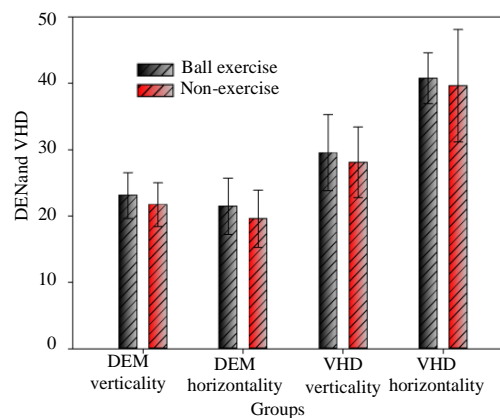 50
40
30
20
10
0
DENand VHD
Ball exercise
Non-exercise
DEM verticality
DEM horizontality
VHD verticality
VHD horizontality
Groups